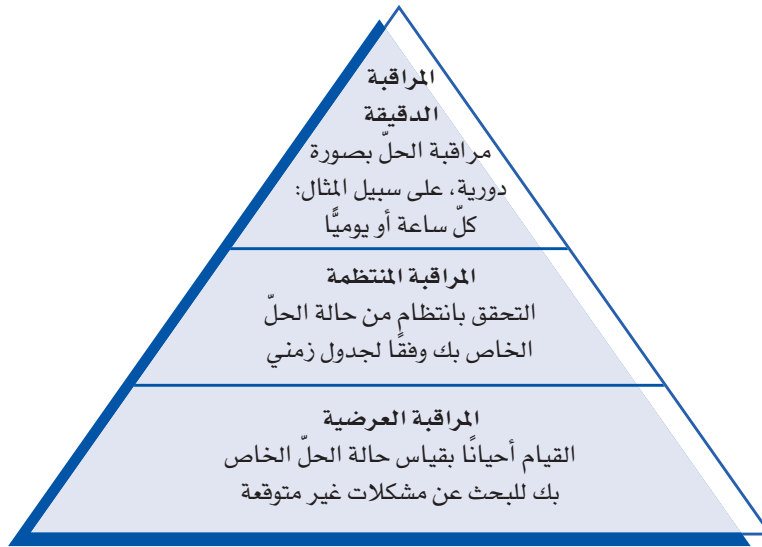 المراقبة
الدقيقة
مراقبة الحلّ بصورة
دورية، على سبيل المثال:
كلّ ساعة أو يوميًّا
المراقبة المنتظمة
التحقق بانتظامٍ من حالة الحلّ
الخاص بك وفقًا لجدول زمني
المراقبة العرضية
القيام أحيانًا بقياس حالة الحلّ الخاص
بك للبحث عن مشكلات غير متوقعة